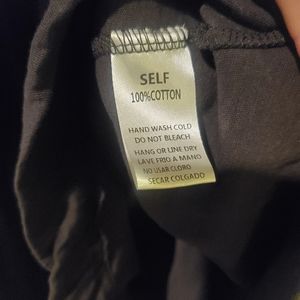 SELF
100%COTTON
HAND WASH COLD
DO NOT BLEACH
HANG OR LINE DRY
LAVE FRIO A MANO
NO USAR CLORO
SECAR COLGADO